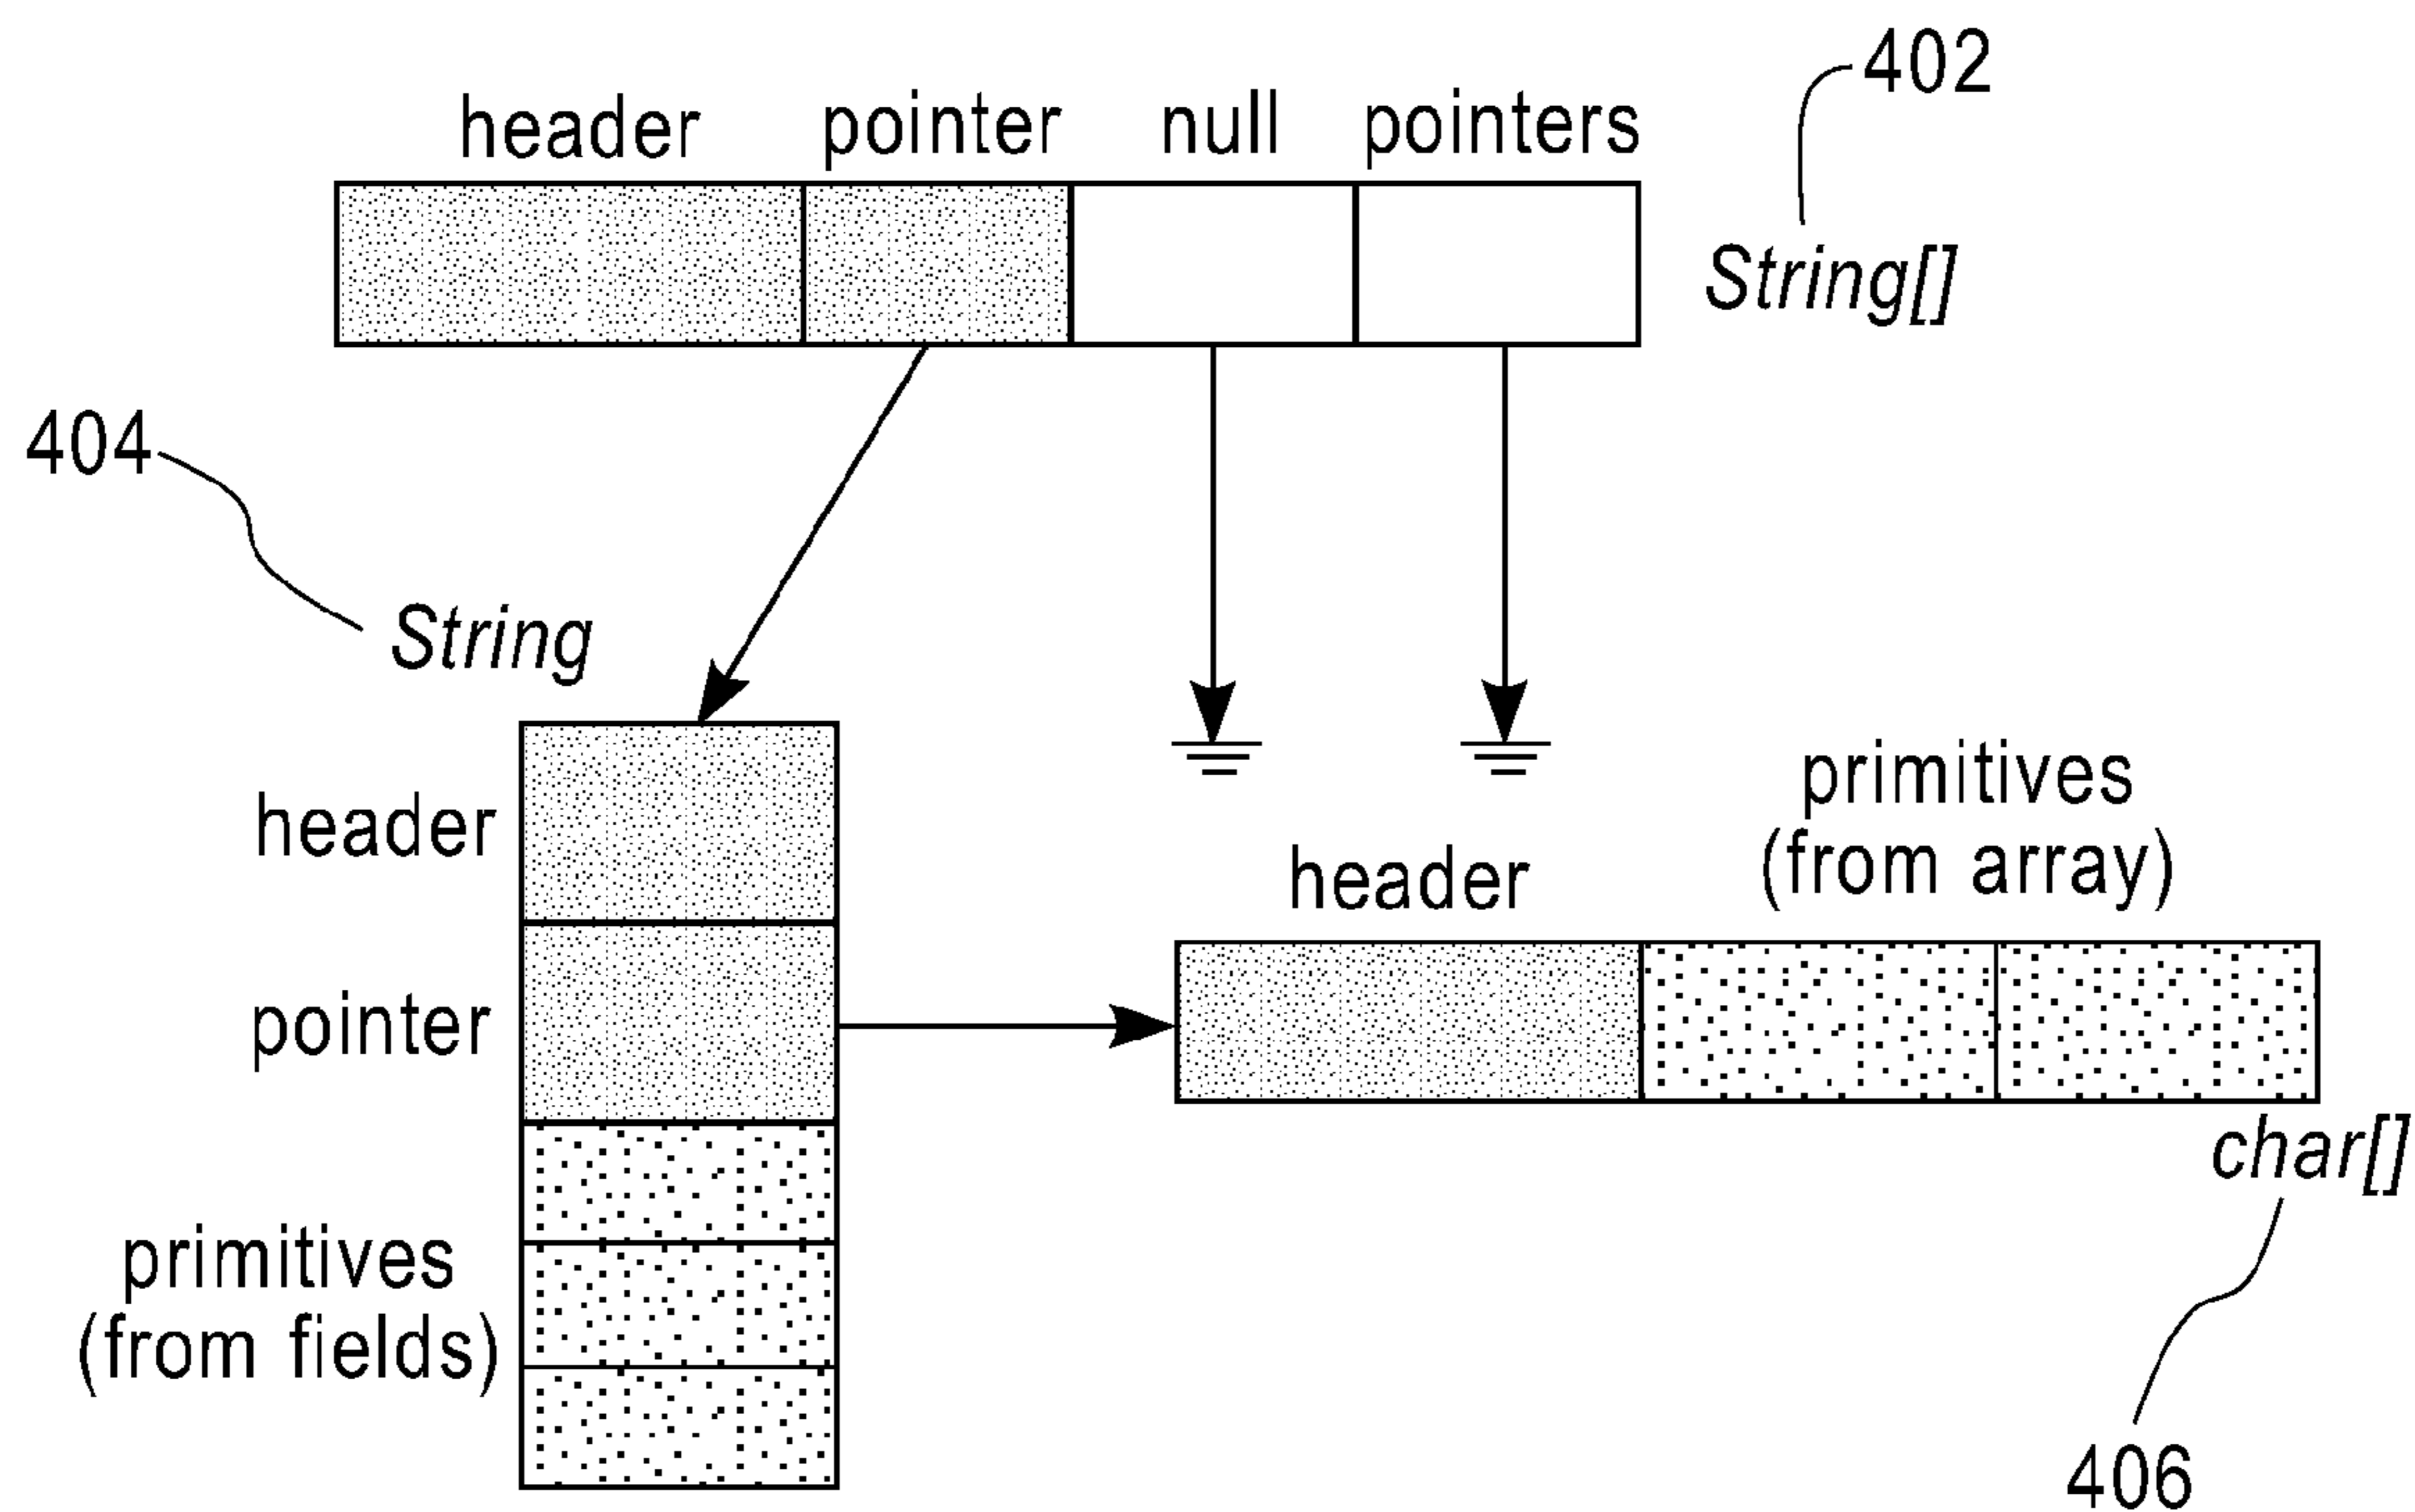 402
header pointer null pointers
String[]
404
String
header
pointer
primitives
(from fields)
header
primitives
(from array)
char[]
406